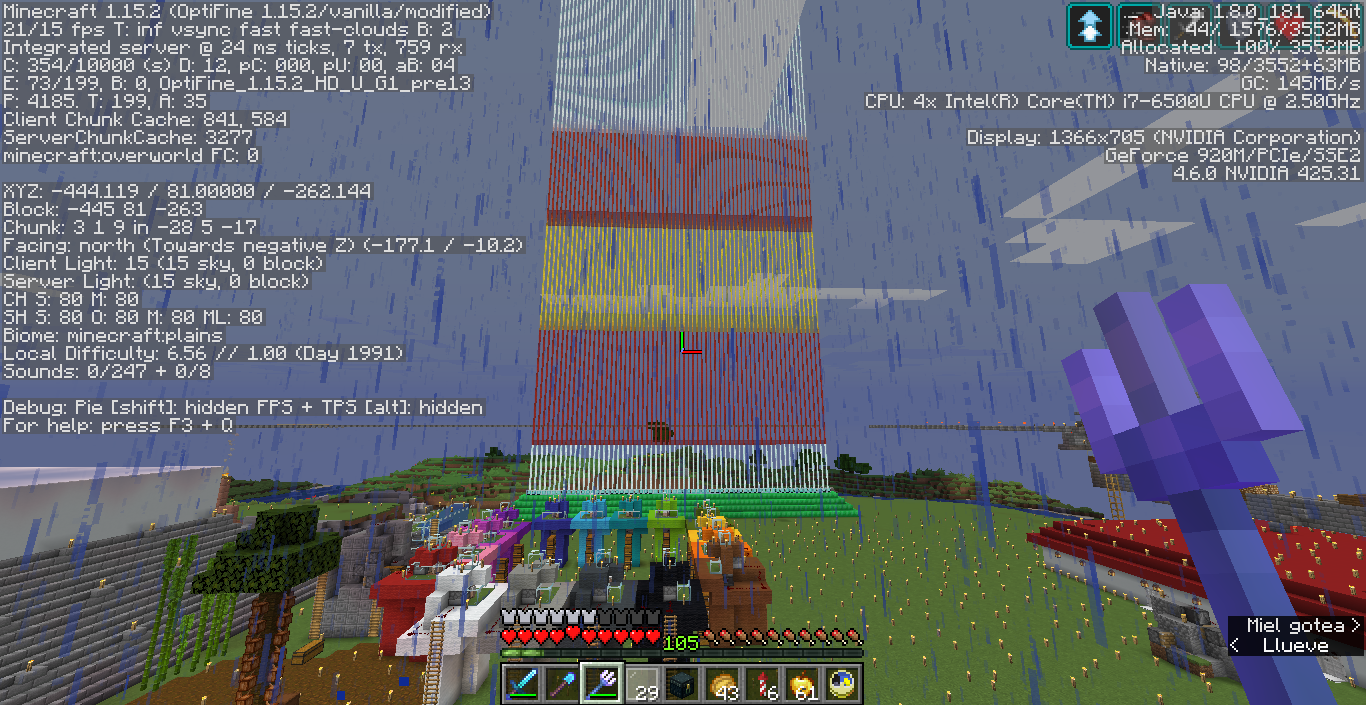 Minecraft 1.15.2 (OptiFine 1.15.2/vanilla/modified)
21/15 fps T: inf vsync fast fast-clouds B: 2
Integrated server @ 24 ms ticks, 7 tx, 759 rx
C: 354/10000 (s) D: 12, pC: 000, pU: 00, aB: 04
E: 73/199, B: 0, OptiFine_1.15.2_HD_U_G1_pre13
P: 4185. T: 199, A: 35
Client Chunk Cache: 841, 584
ServerChunkCache: 3277
minecraft:overworld FC: 0
XYZ: -444.119 / 81.00000 / -262.144
Block: -445 81 -263
Chunk: 3 1 9 in -28 5 -17
Facing: north (Towards negative Z) (-177.1 / -10.2)
Client Light: 15 (15 sky, 0 block)
Server Light: (15 sky, 0 block)
CH S: 80 M: 80
SH S: 80 O: 80 M: 80 ML: 80
Biome: minecraft:plains
Local Difficulty: 6.56 // 1.00 (Day 1991)
Sounds: 0/247 + 0/8
Debug: Pie [shift]: hidden FPS + TPS [alt]: hidden
For help: press F3 + Q
Java: 1.8.0_181 64bit
Mem: 44% 1576/3552MB
Allocated: 100% 3552MB
Native: 98/3552+63MB
GC: 145MB/s
CPU: 4x Intel(R) Core(TM) i7-6500U CPU @ 2.50GHz
Display: 1366x705 (NVIDIA Corporation)
GeForce 920M/PCIe/SSE2
4.6.0 NVIDIA 425.31
Miel gotea >
< Llueve
105
29
43
6
61